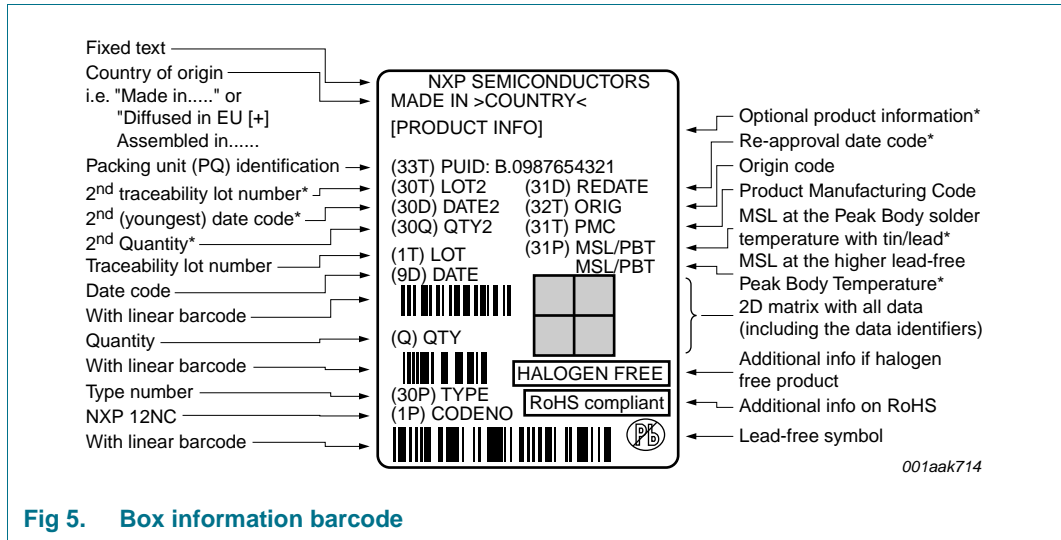 Fixed text
Country of origin
i.e. "Made in....." or
"Diffused in EU [+]
Assembled in......
Packing unit (PQ) identification
2nd traceability lot number*
2nd (youngest) date code*
2nd Quantity*
Traceability lot number
Date code
With linear barcode
Quantity
With linear barcode
Type number
NXP 12NC
With linear barcode
NXP SEMICONDUCTORS
MADE IN >COUNTRY<
[PRODUCT INFO]
(33T) PUID: B.0987654321
(30T) LOT2 (31D) REDATE
(30D) DATE2 (32T) ORIG
(30Q) QTY2 (31T) PMC
(31P) MSL/PBT
(1T) LOT MSL/PBT
(9D) DATE
(Q) QTY
HALOGEN FREE
(30P) TYPE
RoHS compliant
(1P) CODENO
Pb
Optional product information*
Re-approval date code*
Origin code
Product Manufacturing Code
MSL at the Peak Body solder
temperature with tin/lead*
MSL at the higher lead-free
Peak Body Temperature*
2D matrix with all data
(including the data identifiers)
Additional info if halogen
free product
Additional info on RoHS
Lead-free symbol
001aak714
Fig 5. Box information barcode